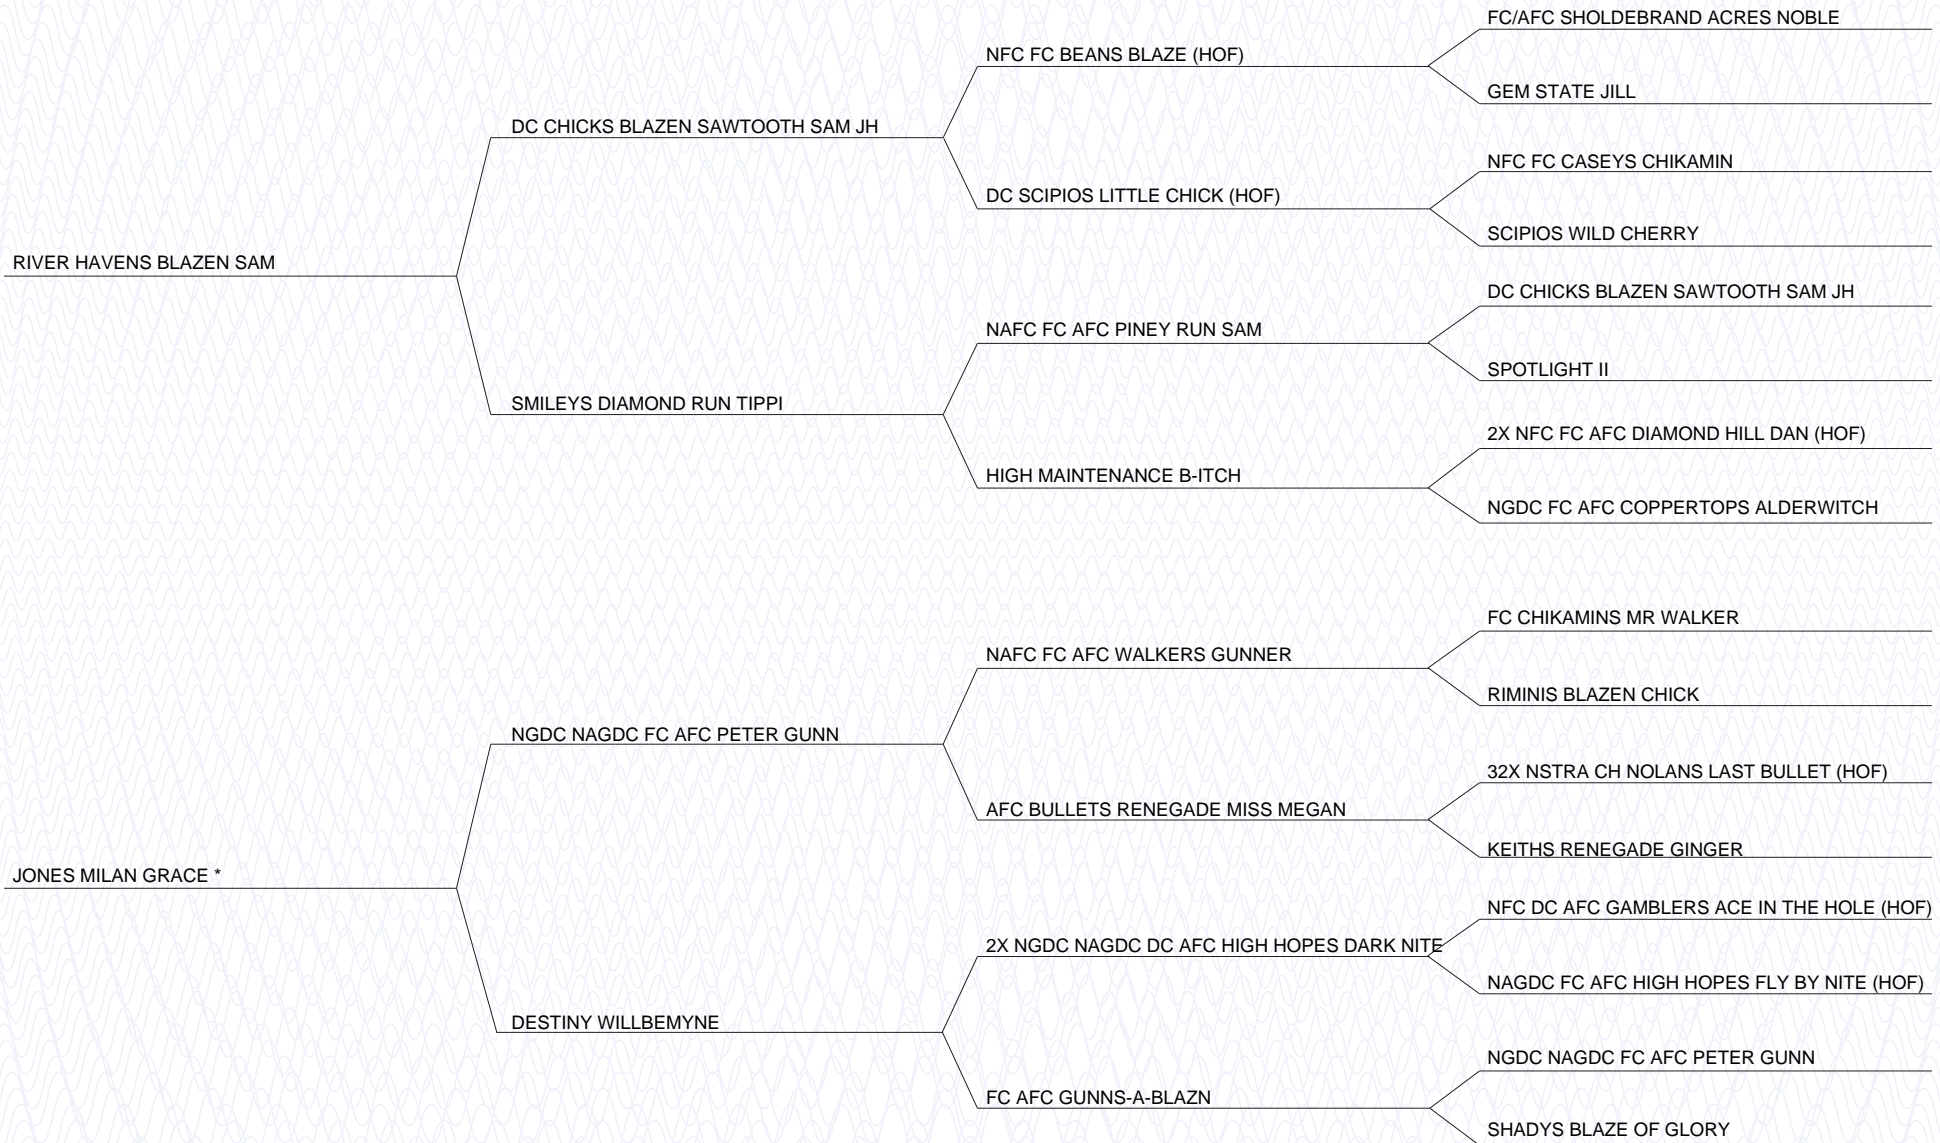 FC/AFC SHOLDEBRAND ACRES NOBLE
NFC FC BEANS BLAZE (HOF)
GEM STATE JILL
DC CHICKS BLAZEN SAWTOOTH SAM JH
NFC FC CASEYS CHIKAMIN
DC SCIPIOS LITTLE CHICK (HOF)
SCIPIOS WILD CHERRY
RIVER HAVENS BLAZEN SAM
DC CHICKS BLAZEN SAWTOOTH SAM JH
NAFC FC AFC PINEY RUN SAM
SPOTLIGHT II
SMILEYS DIAMOND RUN TIPPI
2X NFC FC AFC DIAMOND HILL DAN (HOF)
HIGH MAINTENANCE B-ITCH
NGDC FC AFC COPPERTOPS ALDERWITCH
FC CHIKAMINS MR WALKER
NAFC FC AFC WALKERS GUNNER
RIMINIS BLAZEN CHICK
NGDC NAGDC FC AFC PETER GUNN
32X NSTRA CH NOLANS LAST BULLET (HOF)
AFC BULLETS RENEGADE MISS MEGAN
KEITHS RENEGADE GINGER
JONES MILAN GRACE *
NFC DC AFC GAMBLERS ACE IN THE HOLE (HOF)
2X NGDC NAGDC DC AFC HIGH HOPES DARK NITE
NAGDC FC AFC HIGH HOPES FLY BY NITE (HOF)
DESTINY WILLBEMYNE
NGDC NAGDC FC AFC PETER GUNN
FC AFC GUNNS-A-BLAZN
SHADYS BLAZE OF GLORY